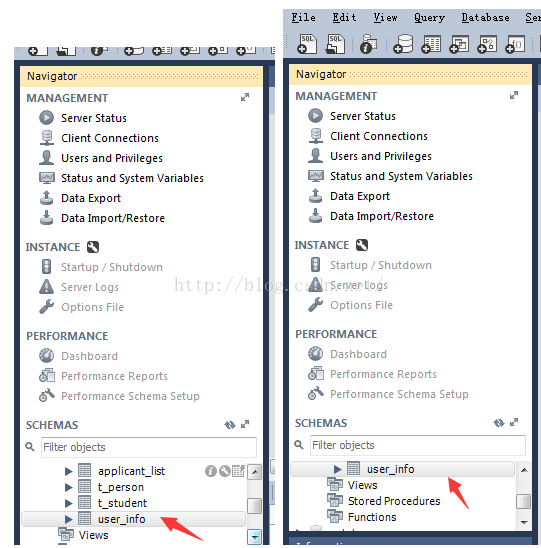 Navigator
MANAGEMENT
Server Status
Client Connections
Users and Privileges
Status and System Variables
Data Export
Data Import/Restore
INSTANCE
Startup / Shutdown
Server Logs
Options File
PERFORMANCE
Dashboard
Performance Reports
Performance Schema Setup
SCHEMAS
Filter objects
applicant_list
t_person
t_student
user_info
Views
File Edit View Query Database
Navigator
MANAGEMENT
Server Status
Client Connections
Users and Privileges
Status and System Variables
Data Export
Data Import/Restore
INSTANCE
Startup / Shutdown
Server Logs
Options File
PERFORMANCE
Dashboard
Performance Reports
Performance Schema Setup
SCHEMAS
Filter objects
user_info
Views
Stored Procedures
Functions
http://blog.csdn.net/